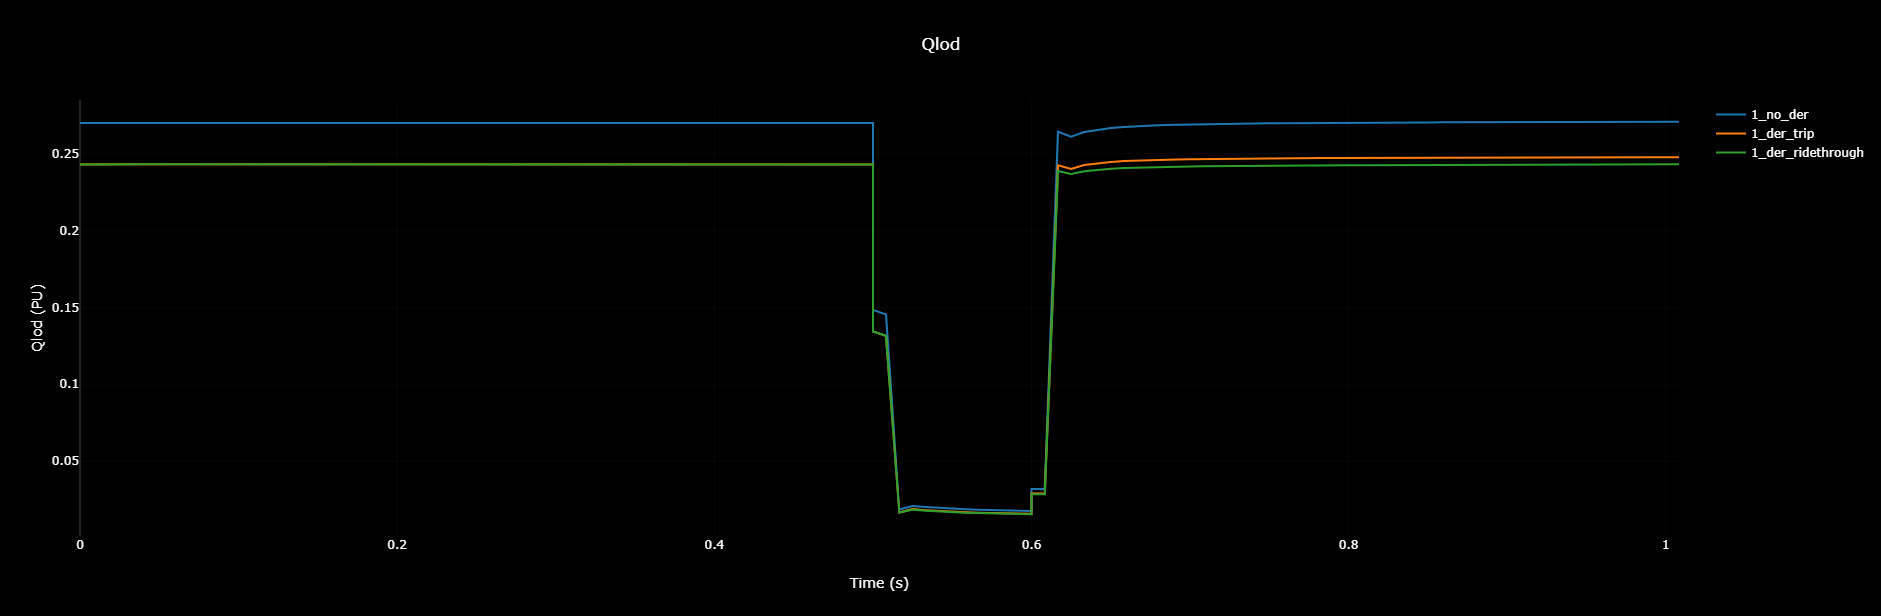 Qlod
1_no_der
1_der_trip
1_der_ridethrough
0.25
0.2
0.15
0.1
0.05
Qlod (PU)
0 0.2 0.4 0.6 0.8 1
Time (s)